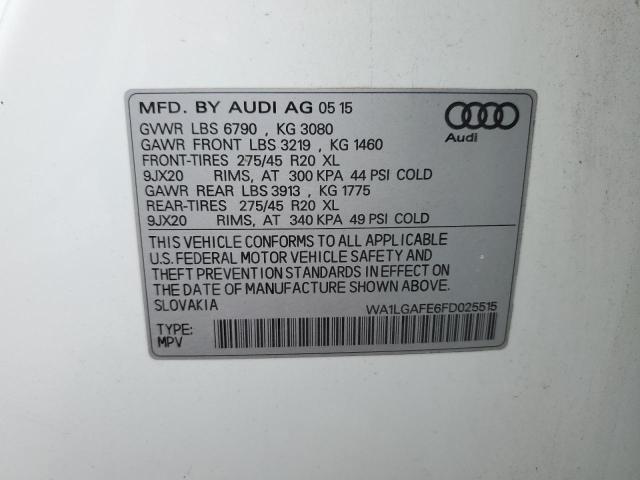 MFD. BY AUDI AG 05 15
GVWR LBS 6790 , KG 3080
GAWR FRONT LBS 3219 , KG 1460
FRONT-TIRES 275/45 R20 XL
9JX20 RIMS, AT 300 KPA 44 PSI COLD
GAWR REAR LBS 3913 , KG 1775
REAR-TIRES 275/45 R20 XL
9JX20 RIMS, AT 340 KPA 49 PSI COLD
Audi
THIS VEHICLE CONFORMS TO ALL APPLICABLE
U.S. FEDERAL MOTOR VEHICLE SAFETY AND
THEFT PREVENTION STANDARDS IN EFFECT ON THE
DATE OF MANUFACTURE SHOWN ABOVE.
SLOVAKIA
WA1LGAFE6FD025515
TYPE:
MPV